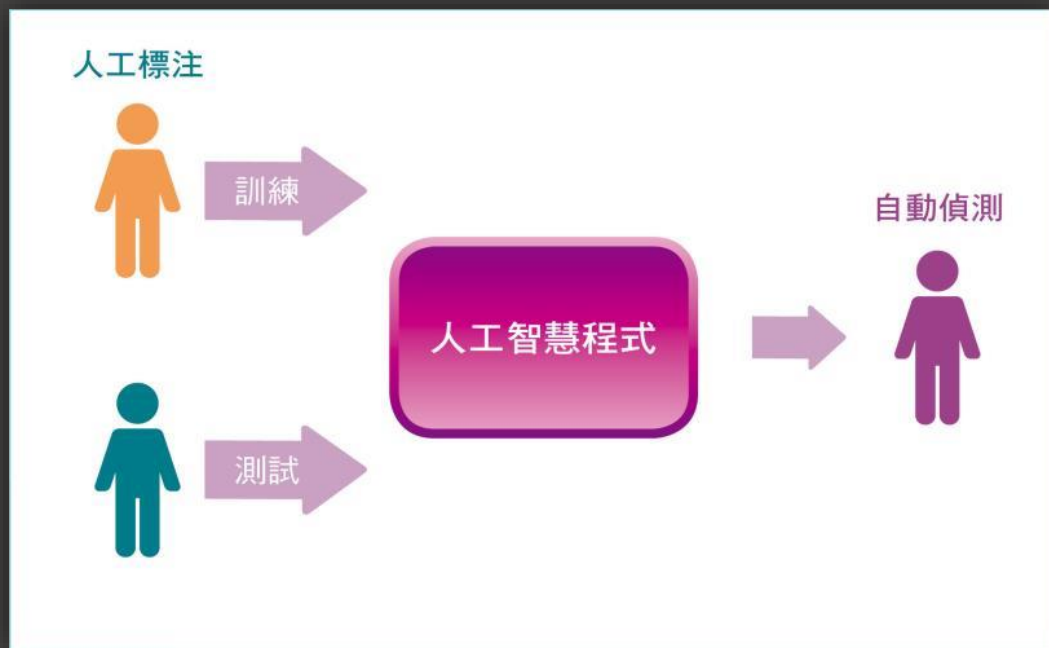 人工標注
訓練
自動偵測
人工智慧程式
測試